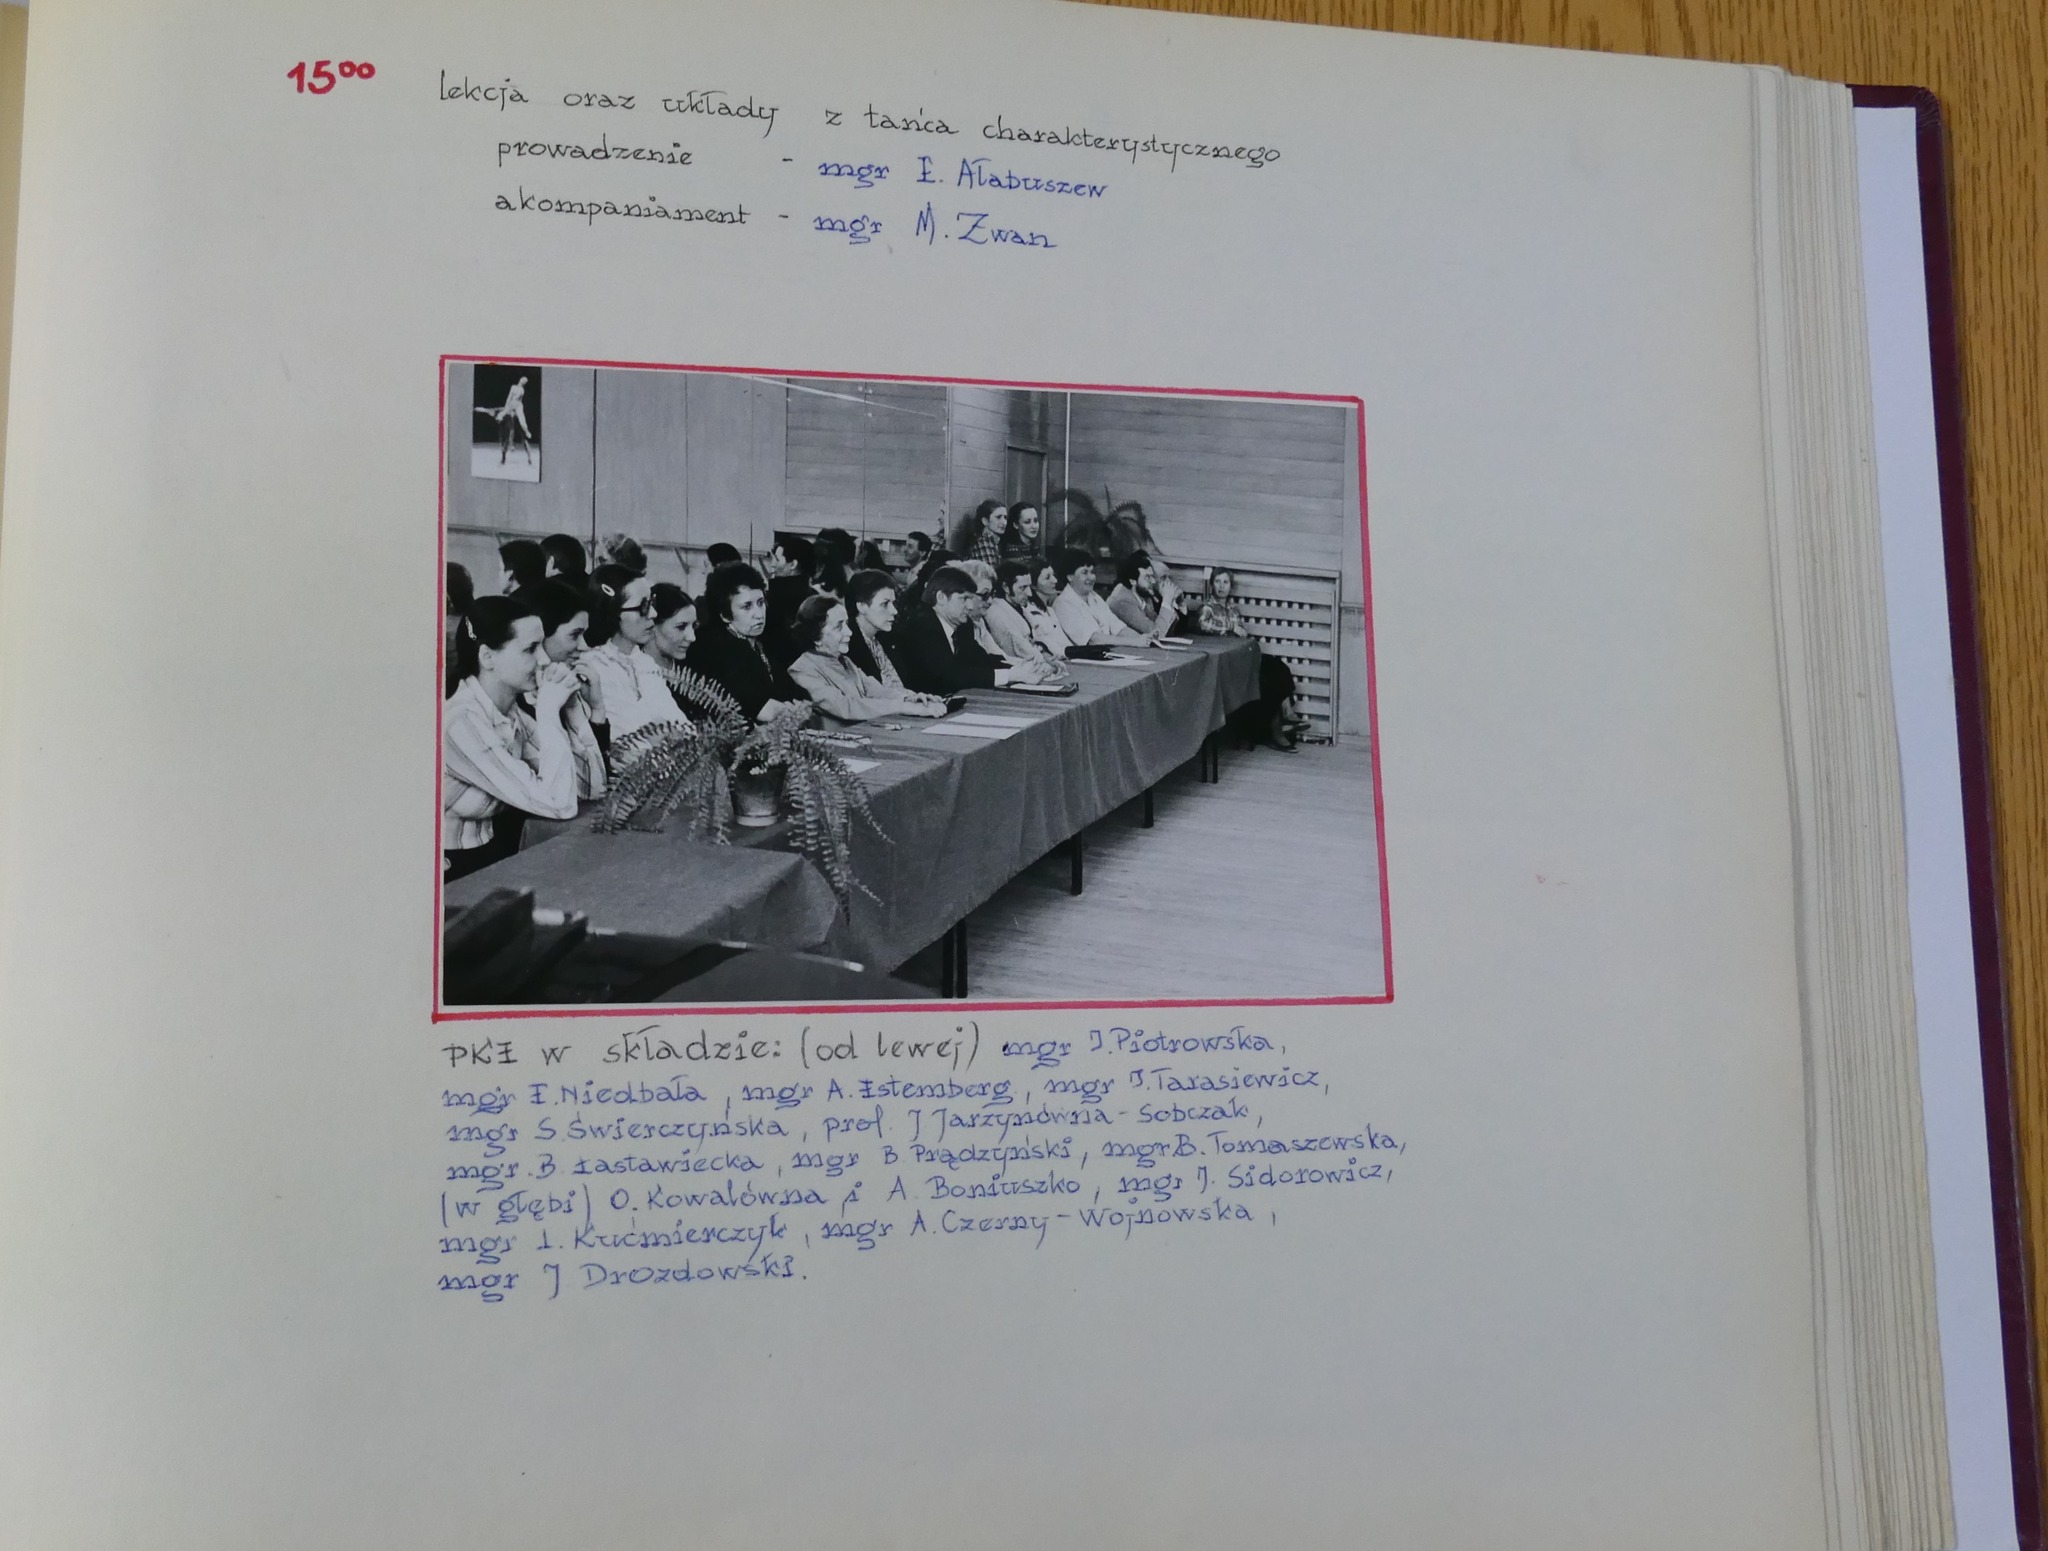 15⁰⁰ lekcja oraz układy z tańca charakterystycznego
prowadzenie - mgr E. Ałabuszew
akompaniament - mgr M. Zwan
PKE w składzie: (od lewej) mgr J. Piotrowska,
mgr E. Niedbała, mgr A. Estemberg, mgr J. Tarasiewicz,
mgr S. Świerczyńska, prof. J Jarzynówna-Sobczak,
mgr. B. Łastawiecka, mgr B. Prądzyński, mgr B. Tomaszewska,
(w głębi) O. Kowalówna i A. Boniuszko, mgr J. Sidorowicz,
mgr I. Kućmierczyk, mgr A. Czerny-Wojnowska,
mgr J Drozdowski.